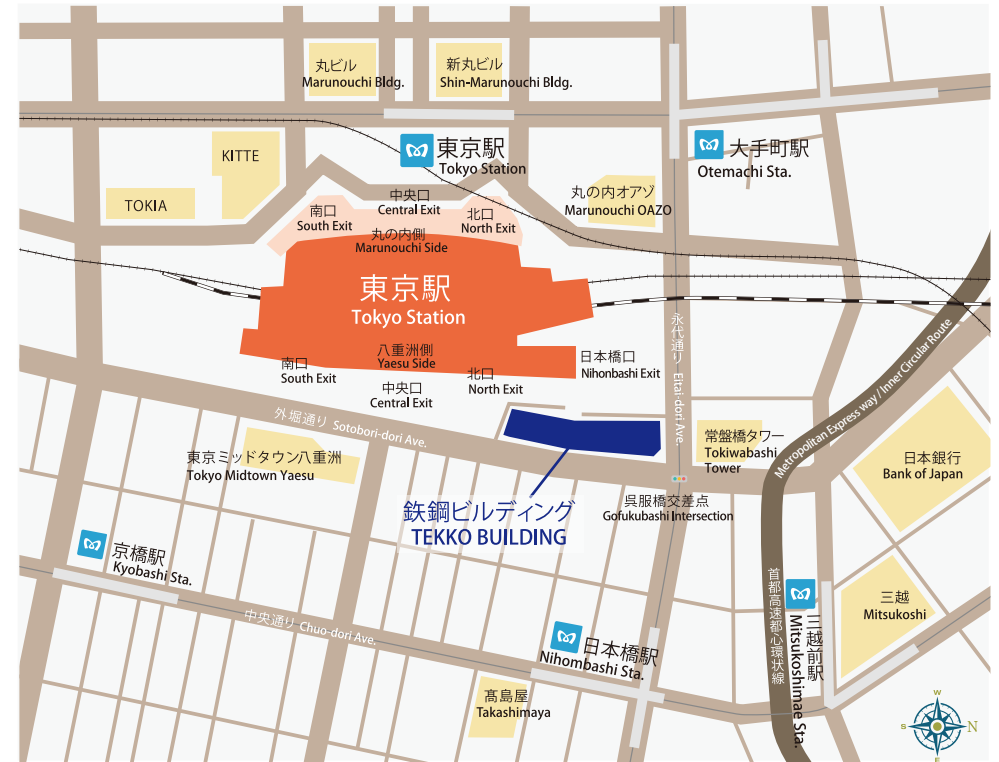 丸ビル
Marunouchi Bldg.
新丸ビル
Shin-Marunouchi Bldg.
KITTE
東京駅
Tokyo Station
大手町駅
Otemachi Sta.
TOKIA
中央口
Central Exit
丸の内オアゾ
Marunouchi OAZO
南口
South Exit
北口
North Exit
丸の内側
Marunouchi Side
東京駅
Tokyo Station
八重洲側
Yaesu Side
南口
South Exit
中央口
Central Exit
北口
North Exit
日本橋口
Nihonbashi Exit
永代通り Eitai-dori Ave.
Metropolitan Express way / Inner Circular Route
外堀通り Sotobori-dori Ave.
東京ミッドタウン八重洲
Tokyo Midtown Yaesu
常盤橋タワー
Tokiwabashi
Tower
日本銀行
Bank of Japan
鉃鋼ビルディング
TEKKO BUILDING
呉服橋交差点
Gofukubashi Intersection
京橋駅
Kyobashi Sta.
首都高速都心環状線
三越前駅
Mitsukoshimae Sta.
三越
Mitsukoshi
中央通り Chuo-dori Ave.
日本橋駅
Nihombashi Sta.
髙島屋
Takashimaya
W
S
N
E